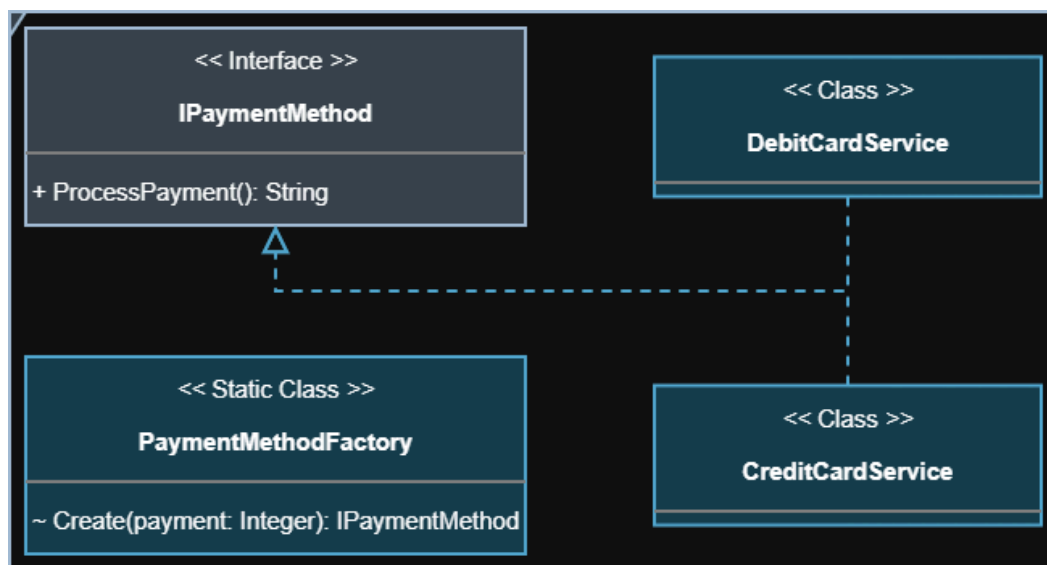 << Interface >>
IPaymentMethod
+ ProcessPayment(): String
<< Class >>
DebitCardService
<< Static Class >>
PaymentMethodFactory
~ Create(payment: Integer): IPaymentMethod
<< Class >>
CreditCardService